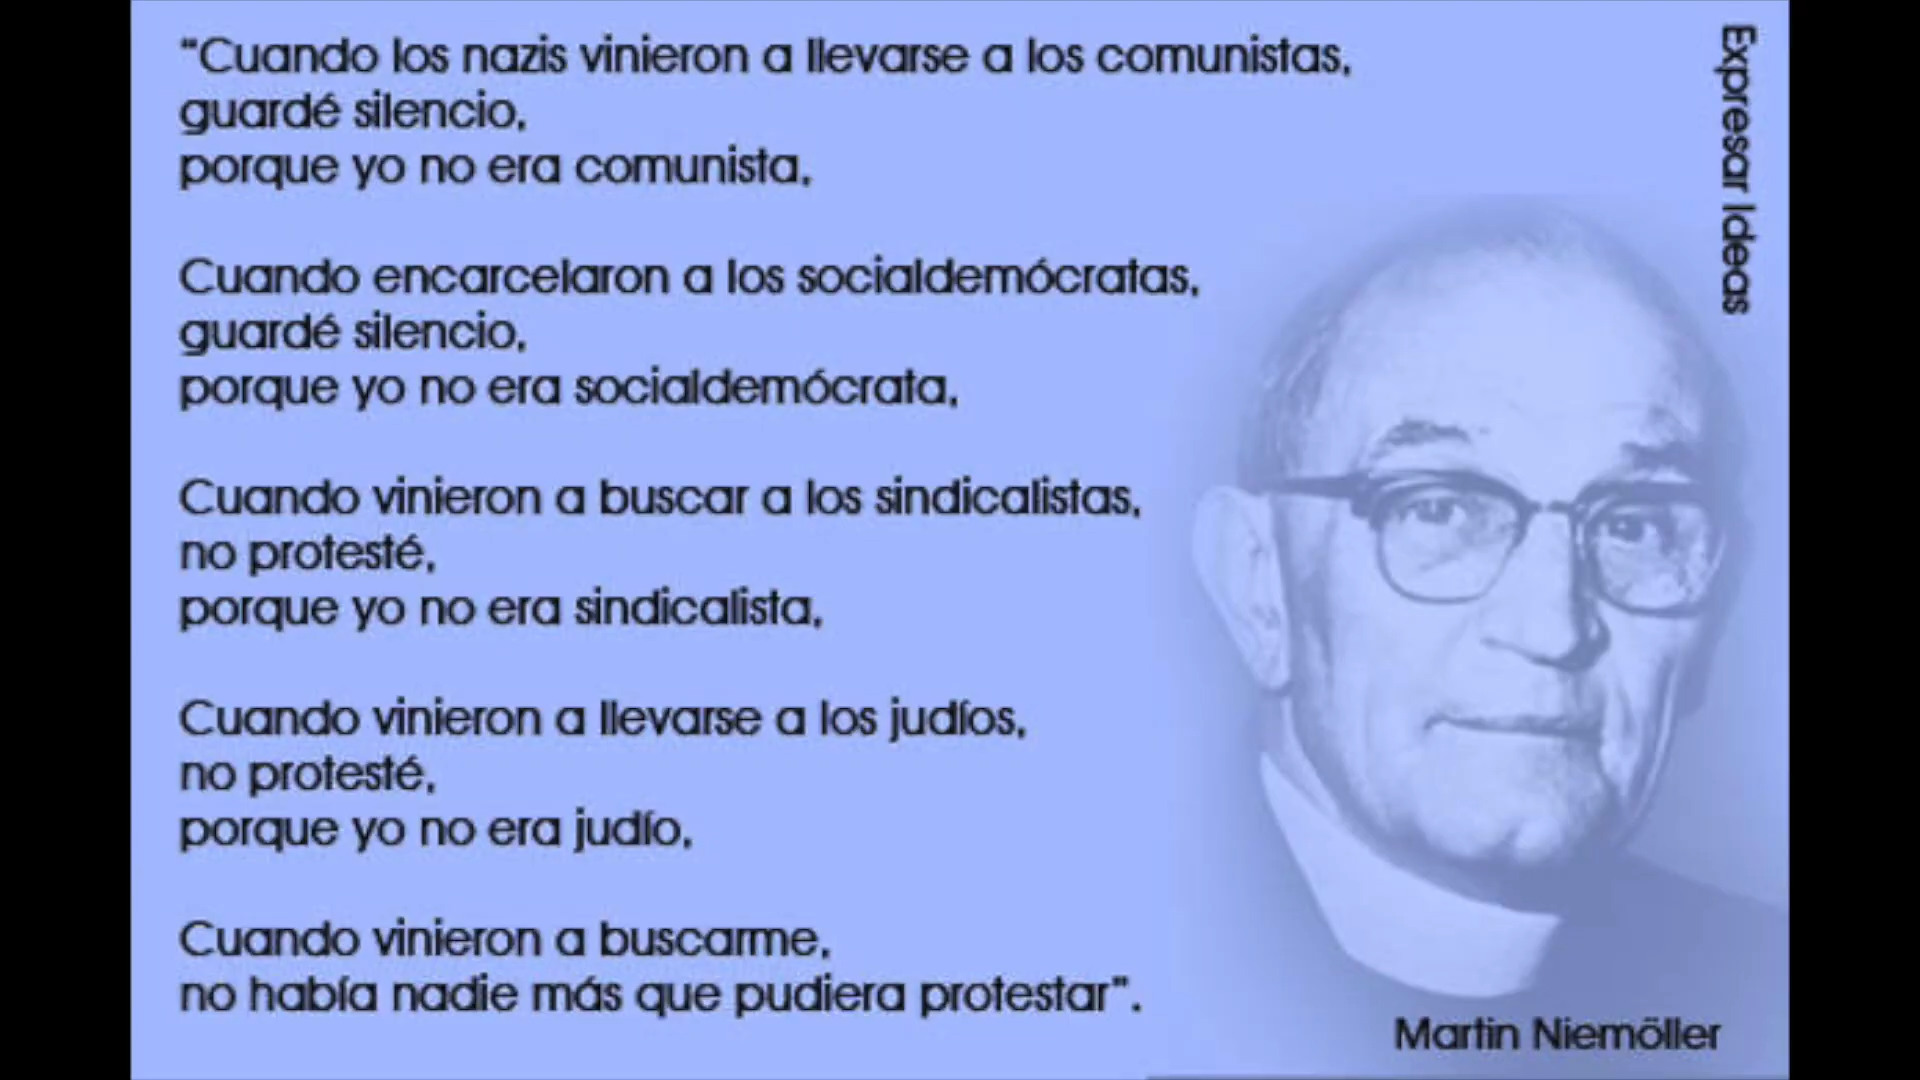 "Cuando los nazis vinieron a llevarse a los comunistas,
guardé silencio,
porque yo no era comunista,
Cuando encarcelaron a los socialdemócratas,
guardé silencio,
porque yo no era socialdemócrata,
Cuando vinieron a buscar a los sindicalistas,
no protesté,
porque yo no era sindicalista,
Cuando vinieron a llevarse a los judíos,
no protesté,
porque yo no era judío,
Cuando vinieron a buscarme,
no había nadie más que pudiera protestar".
Martin Niemöller
Expresar Ideas